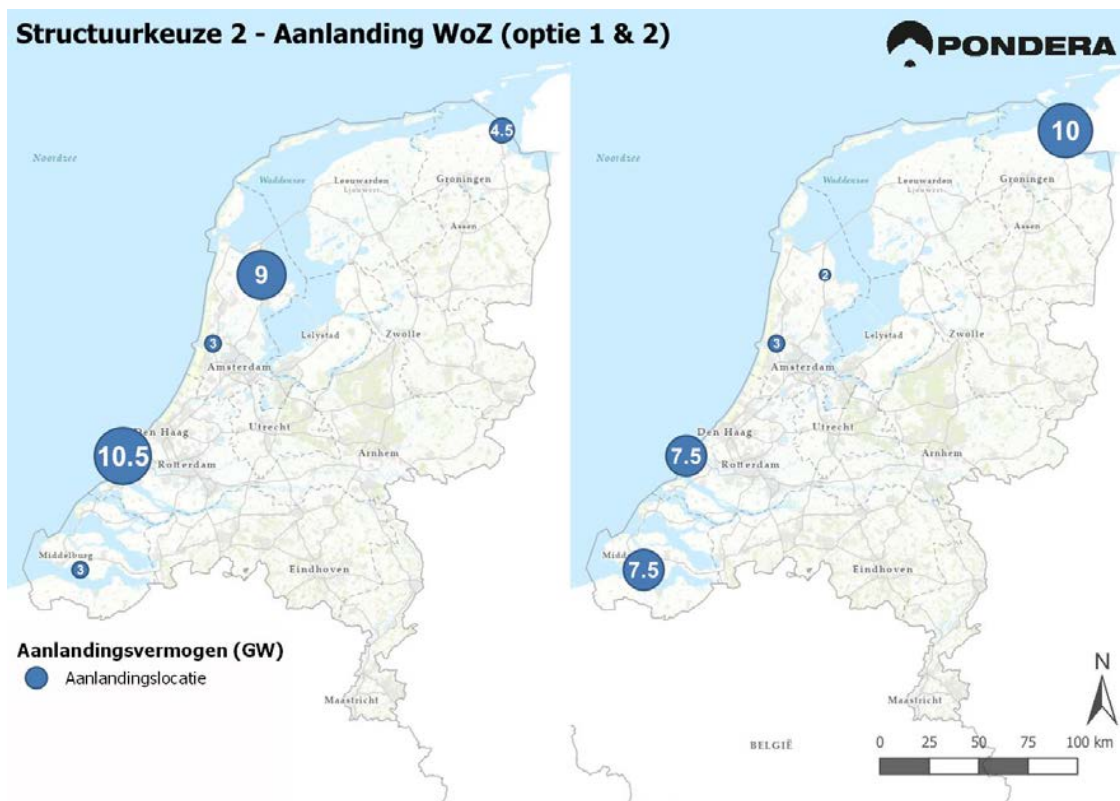 Structuurkeuze 2 - Aanlanding WoZ (optie 1 & 2)
PONDERA
4.5
Noordzee
Waddenzee
Leeuwarden
Ljouwert
Groningen
Assen
9
3
Lelystad
Zwolle
Amsterdam
Den Haag
Utrecht
10.5
Rotterdam
Arnhem
Middelburg
3
Eindhoven
Maastricht
10
Noordzee
Waddenzee
Leeuwarden
Ljouwert
Groningen
Assen
2
3
Lelystad
Zwolle
Amsterdam
Den Haag
Utrecht
7.5
Rotterdam
Arnhem
Midde
7.5
Eindhoven
Maastricht
BELGIË
Aanlandingsvermogen (GW)
Aanlandingslocatie
N
0 25 50 75 100 km